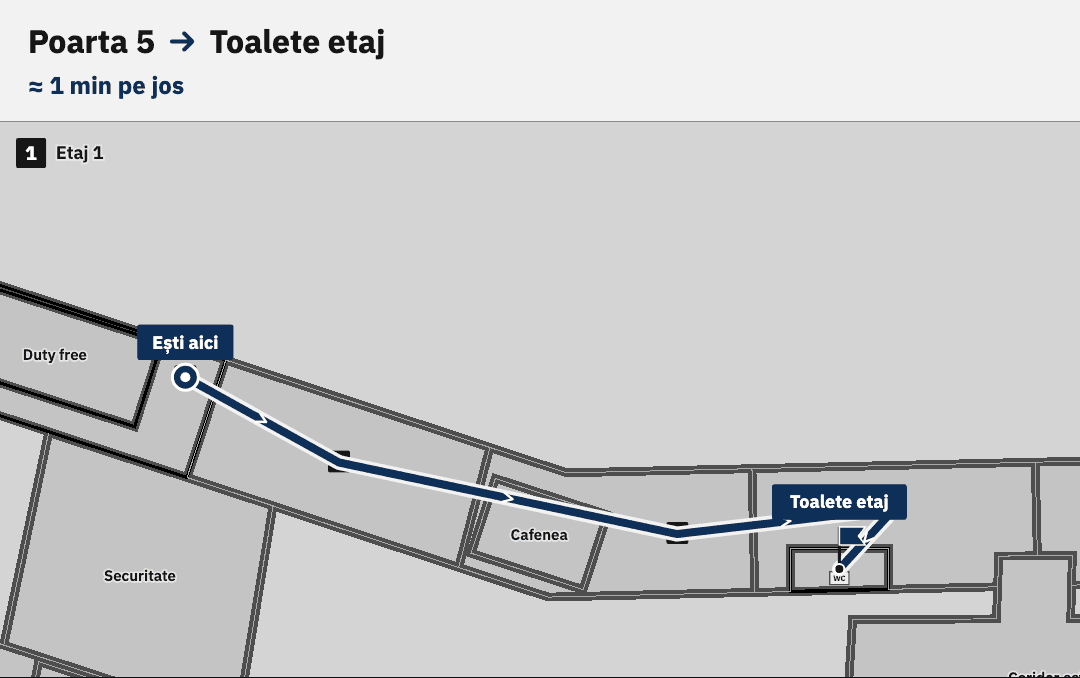 Poarta 5 → Toalete etaj
≈ 1 min pe jos
1 Etaj 1
Ești aici
Duty free
Toalete etaj
Cafenea
Securitate
WC